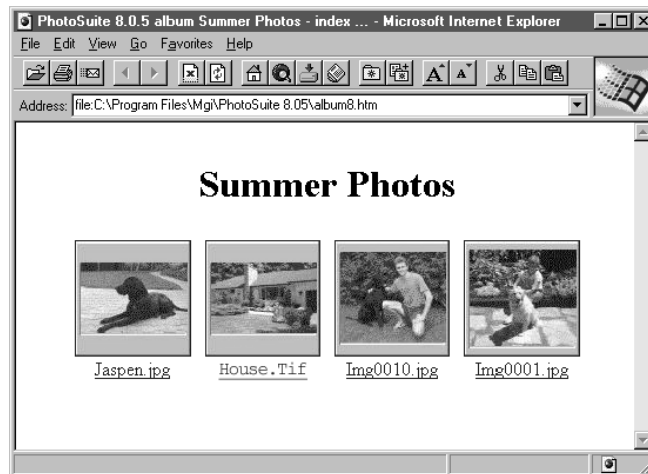 PhotoSuite 8.0.5 album Summer Photos - index ... - Microsoft Internet Explorer
File Edit View Go Favorites Help
A A
Address: file:C:\Program Files\Mgi\PhotoSuite 8.05\album8.htm
Summer Photos
Jaspen.jpg House.Tif Img0010.jpg Img0001.jpg